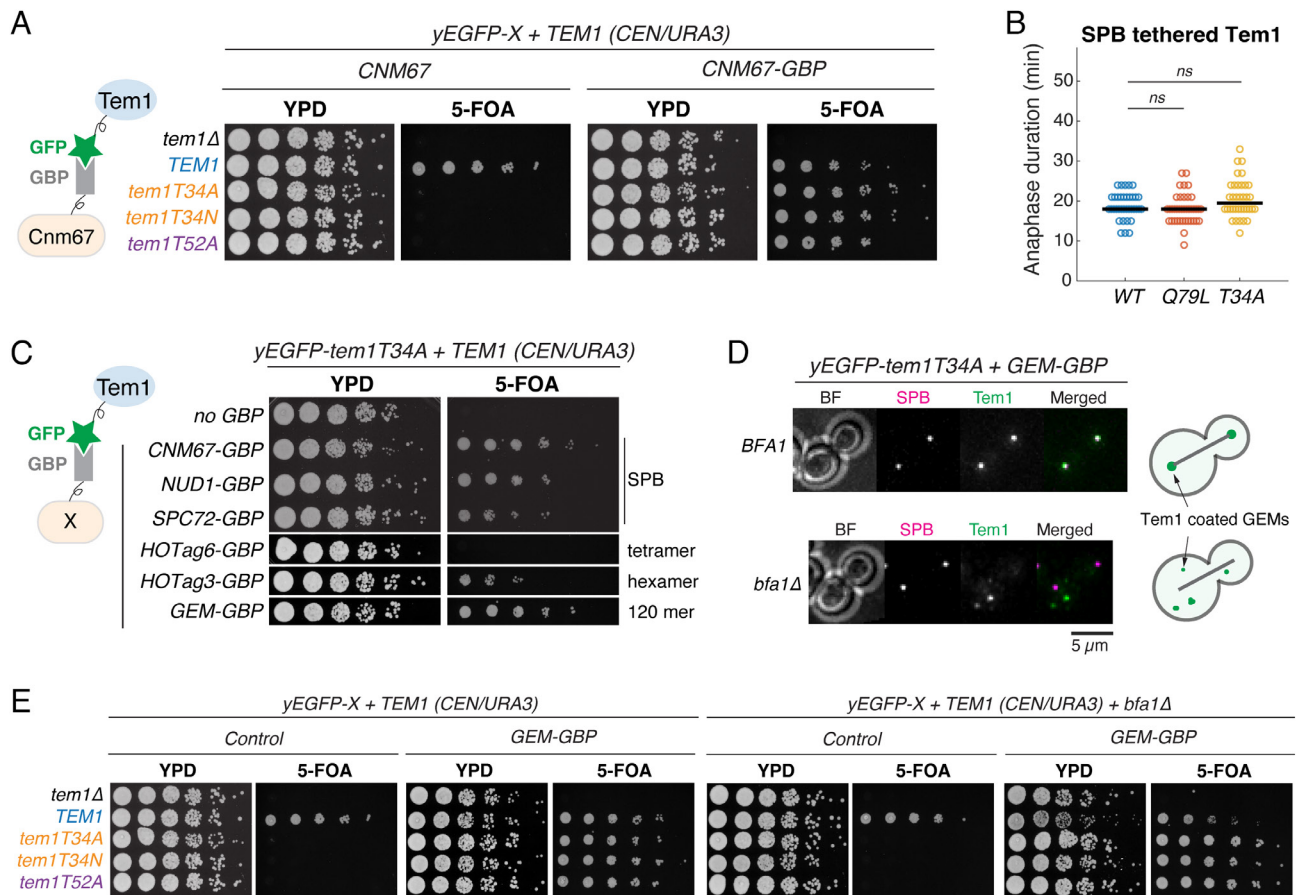 A
yEGFP-X + TEM1 (CEN/URA3)
CNM67
CNM67-GBP
YPD
5-FOA
YPD
5-FOA
Tem1
GFP
GBP
Cnm67
tem1Δ
TEM1
tem1T34A
tem1T34N
tem1T52A
B
SPB tethered Tem1
Anaphase duration (min)
50
40
30
20
10
0
ns
ns
WT
Q79L
T34A
C
yEGFP-tem1T34A + TEM1 (CEN/URA3)
YPD
5-FOA
Tem1
GFP
GBP
X
no GBP
CNM67-GBP
NUD1-GBP
SPC72-GBP
HOTag6-GBP
HOTag3-GBP
GEM-GBP
SPB
tetramer
hexamer
120 mer
D
yEGFP-tem1T34A + GEM-GBP
BF
SPB
Tem1
Merged
BFA1
BF
SPB
Tem1
Merged
bfa1Δ
5 µm
Tem1 coated GEMs
E
yEGFP-X + TEM1 (CEN/URA3)
yEGFP-X + TEM1 (CEN/URA3) + bfa1Δ
Control
GEM-GBP
Control
GEM-GBP
YPD
5-FOA
YPD
5-FOA
YPD
5-FOA
YPD
5-FOA
tem1Δ
TEM1
tem1T34A
tem1T34N
tem1T52A